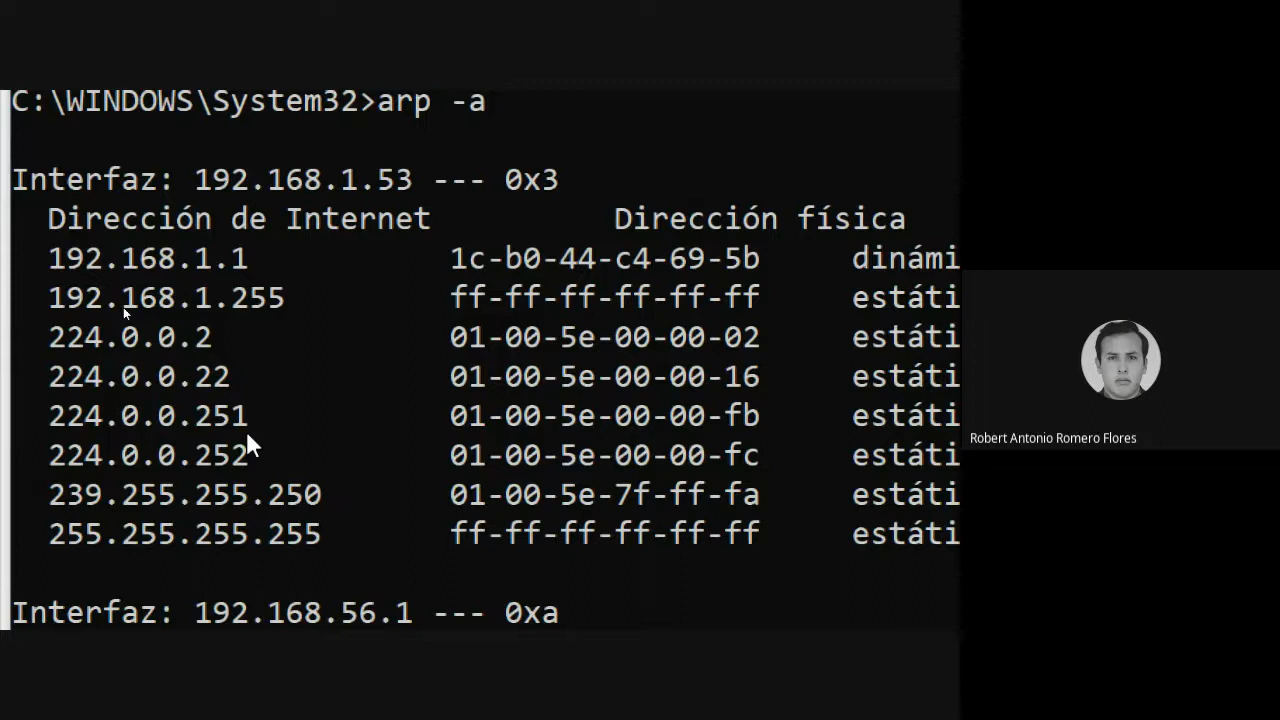 C:\WINDOWS\System32>arp -a
Interfaz: 192.168.1.53 --- 0x3
Dirección de Internet Dirección física
192.168.1.1 1c-b0-44-c4-69-5b dinámi
192.168.1.255 ff-ff-ff-ff-ff-ff estáti
224.0.0.2 01-00-5e-00-00-02 estáti
224.0.0.22 01-00-5e-00-00-16 estáti
224.0.0.251 01-00-5e-00-00-fb estáti
224.0.0.252 01-00-5e-00-00-fc estáti
239.255.255.250 01-00-5e-7f-ff-fa estáti
255.255.255.255 ff-ff-ff-ff-ff-ff estáti
Interfaz: 192.168.56.1 --- 0xa
Robert Antonio Romero Flores